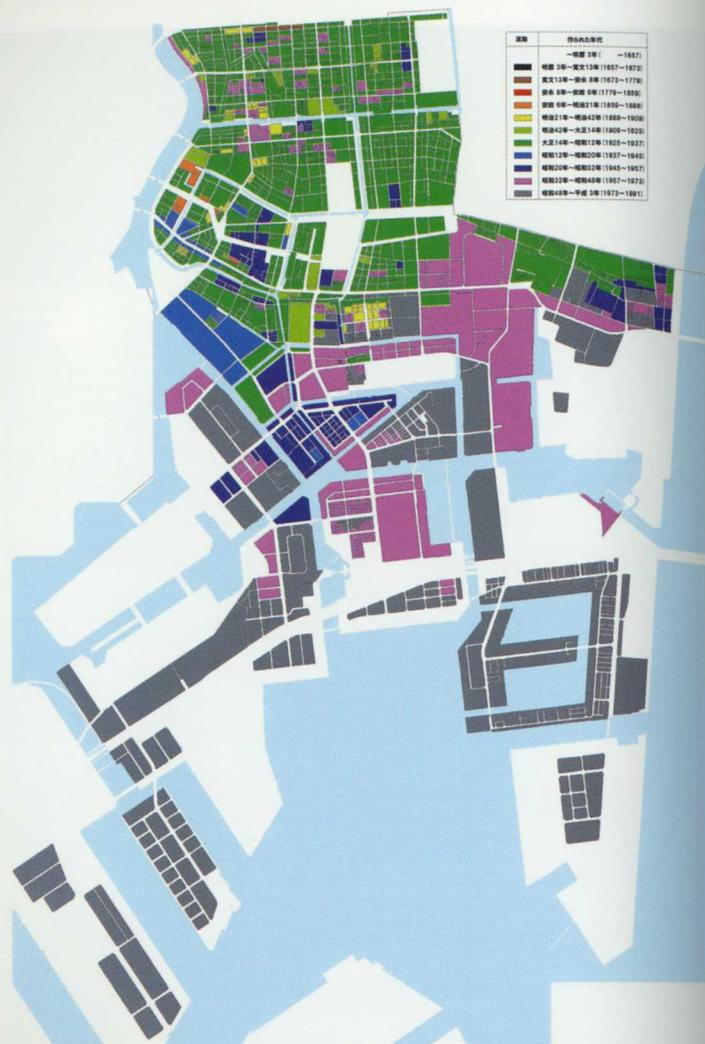 道路 作られた年代
～明暦 3年( ～1657)
明暦 3年～寛文13年(1657～1673)
寛文13年～安永 8年(1673～1779)
安永 8年～安政 6年(1779～1859)
安政 6年～明治21年(1859～1888)
明治21年～明治42年(1888～1909)
明治42年～大正14年(1909～1925)
大正14年～昭和12年(1925～1937)
昭和12年～昭和20年(1937～1945)
昭和20年～昭和32年(1945～1957)
昭和32年～昭和48年(1957～1973)
昭和48年～平成 3年(1973～1991)